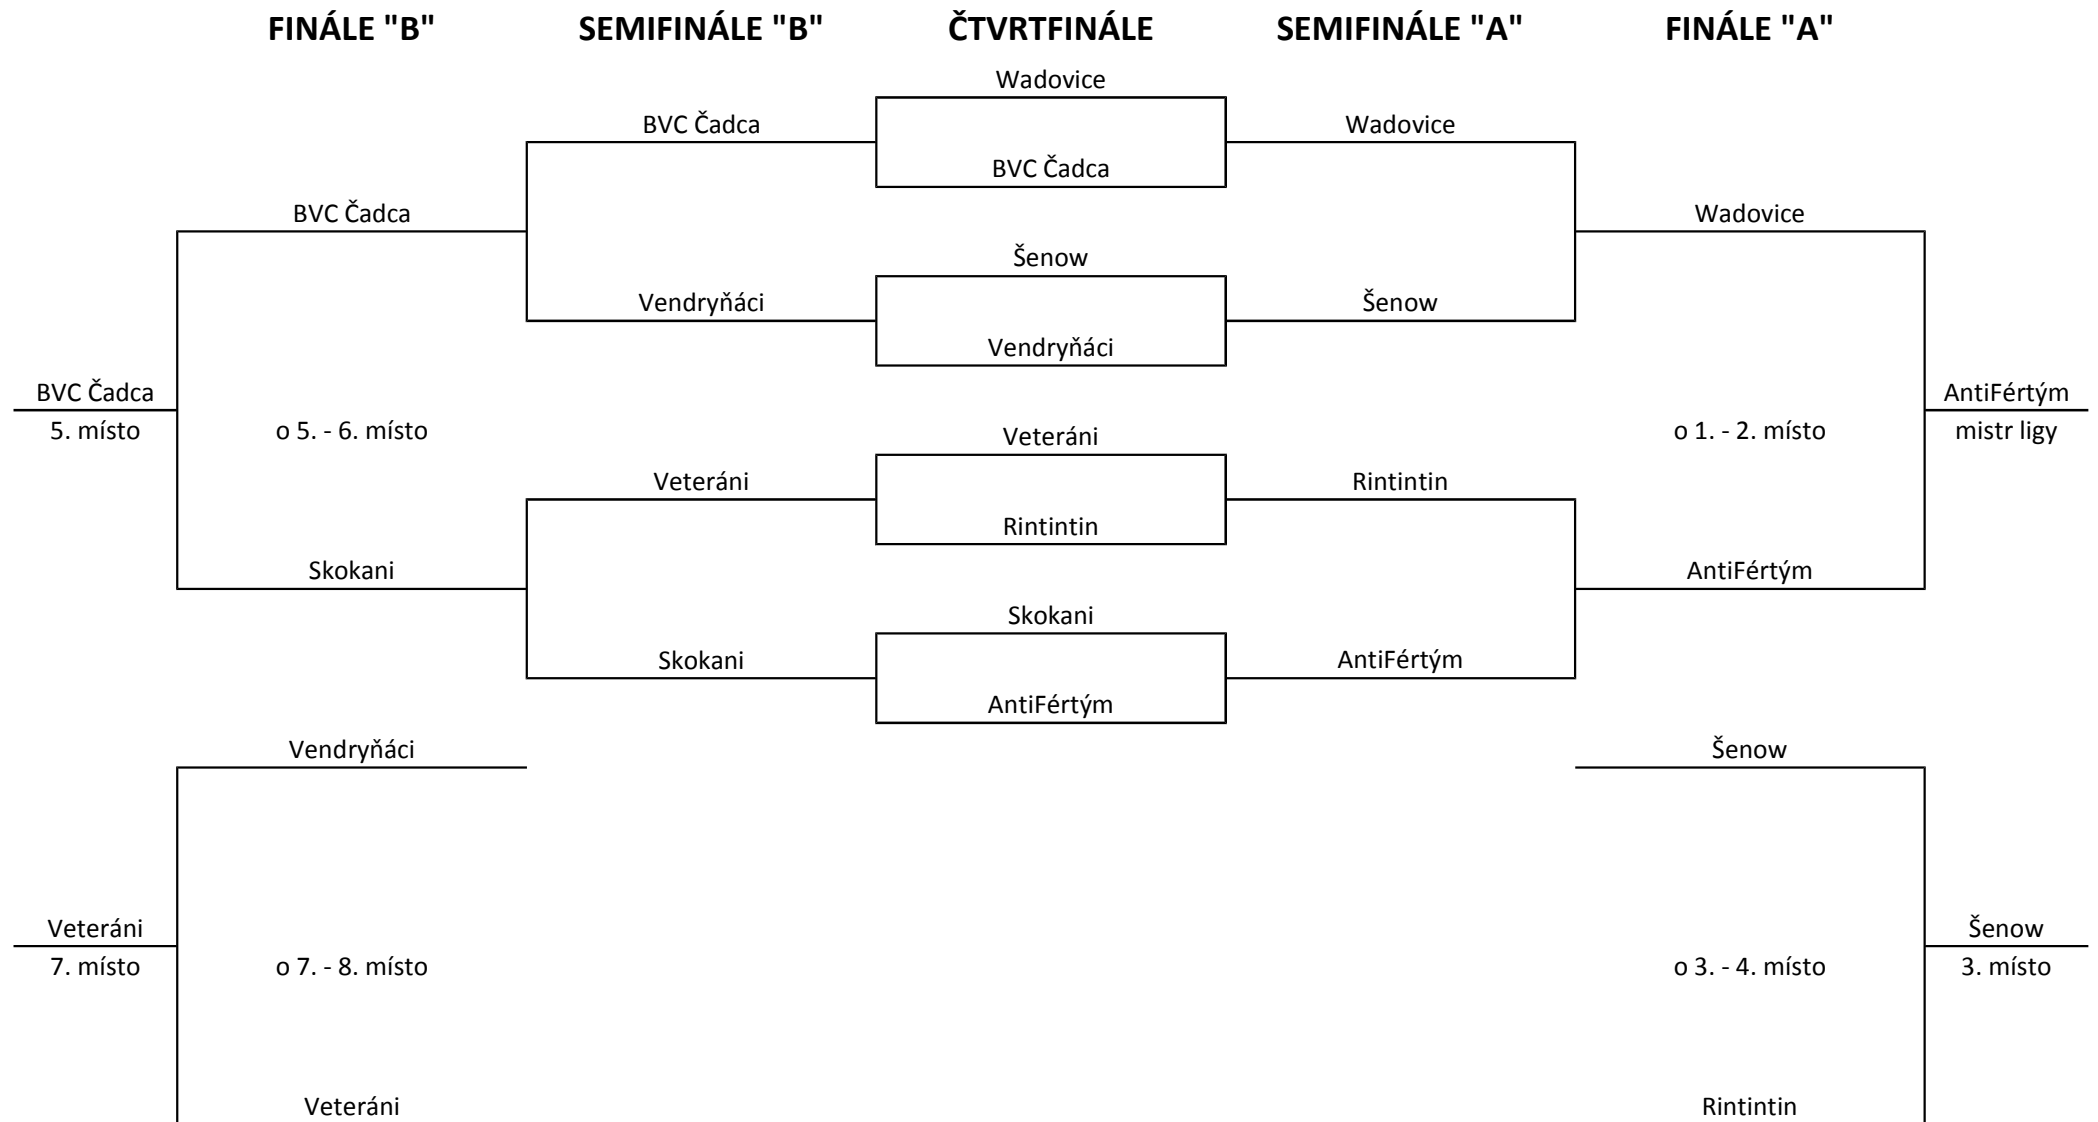 FINÁLE "B" SEMIFINÁLE "B" ČTVRTFINÁLE SEMIFINÁLE "A" FINÁLE "A"
Wadovice
BVC Čadca Wadovice
BVC Čadca
BVC Čadca Wadovice
Šenow
Vendryňáci Šenow
Vendryňáci
BVC Čadca AntiFértým
5. místo o 5. - 6. místo Veteráni o 1. - 2. místo mistr ligy
Veteráni Rintintin
Rintintin
Skokani AntiFértým
Skokani
Skokani AntiFértým
AntiFértým
Vendryňáci Šenow
Veteráni Šenow
7. místo o 7. - 8. místo o 3. - 4. místo 3. místo
Veteráni Rintintin